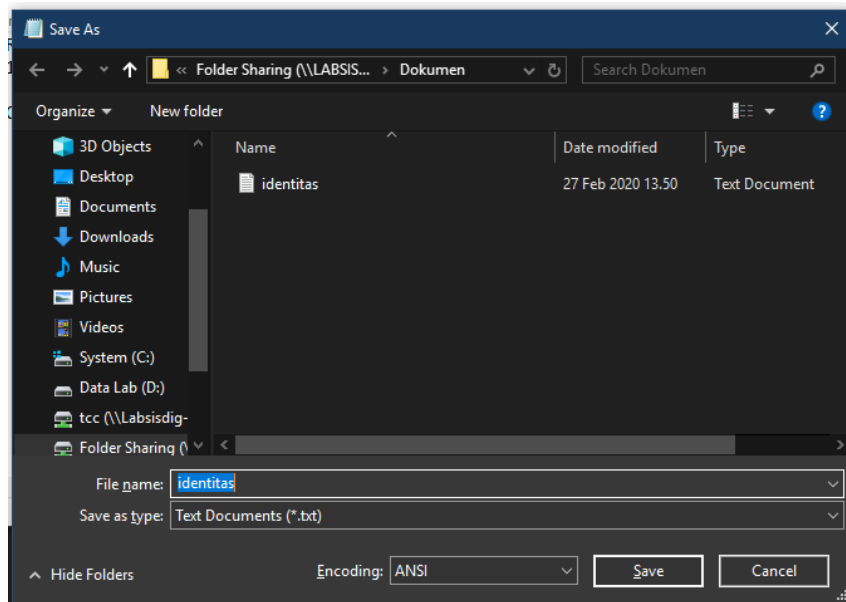 Save As
« Folder Sharing (\\LABSIS... › Dokumen
Search Dokumen
Organize
New folder
?
Name
Date modified
Type
3D Objects
identitas
27 Feb 2020 13.50
Text Document
Desktop
Documents
Downloads
Music
Pictures
Videos
System (C:)
Data Lab (D:)
tcc (\\Labsisdig-
Folder Sharing (\
File name: identitas
Save as type: Text Documents (*.txt)
Hide Folders
Encoding: ANSI
Save
Cancel